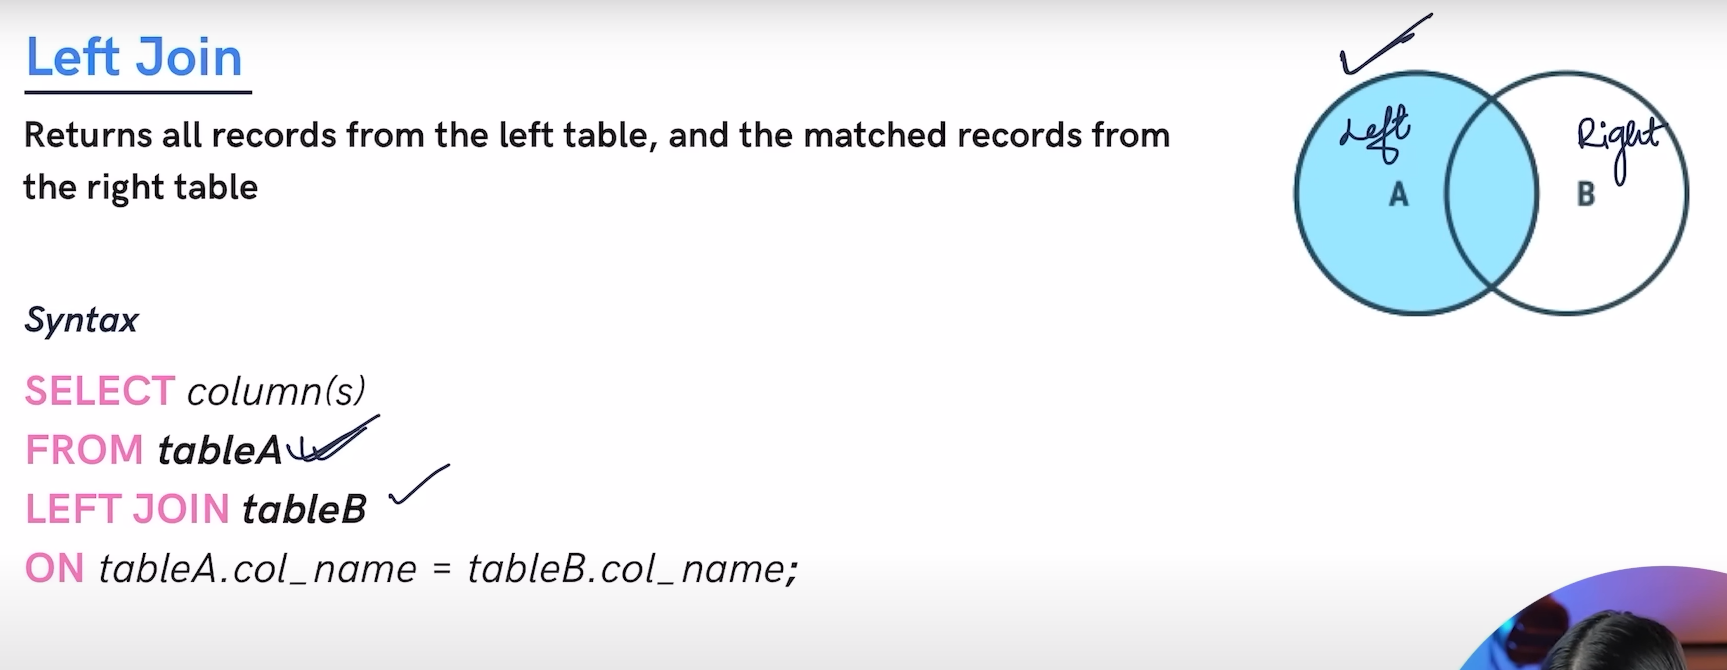 Left Join
Returns all records from the left table, and the matched records from
the right table
Syntax
SELECT column(s)
FROM tableA
LEFT JOIN tableB
ON tableA.col_name = tableB.col_name;
Left
Right
A
B